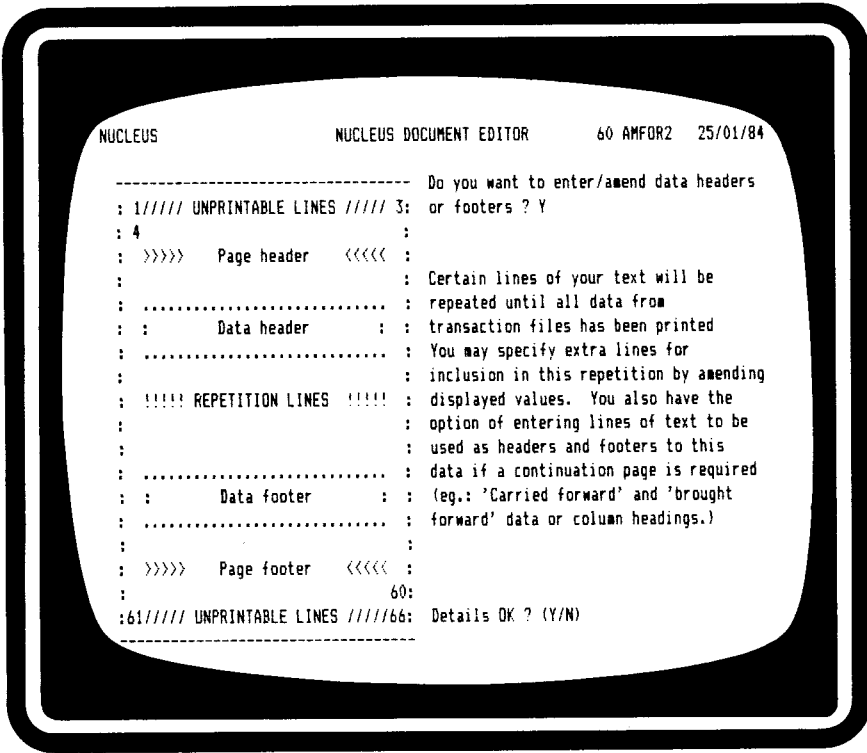 NUCLEUS NUCLEUS DOCUMENT EDITOR 60 AMFOR2 25/01/84
----------------------------------- Do you want to enter/amend data headers
: 1///// UNPRINTABLE LINES ///// 3: or footers ? Y
: 4 :
: >>>>> Page header <<<<< :
: : Certain lines of your text will be
: ............................. : repeated until all data from
: : Data header : : transaction files has been printed
: ............................. : You may specify extra lines for
: : inclusion in this repetition by amending
: !!!!! REPETITION LINES !!!!! : displayed values. You also have the
: : option of entering lines of text to be
: : used as headers and footers to this
: ............................. : data if a continuation page is required
: : Data footer : : (eg.: 'Carried forward' and 'brought
: ............................. : forward' data or column headings.)
: :
: >>>>> Page footer <<<<< :
: 60:
:61///// UNPRINTABLE LINES /////66: Details OK ? (Y/N)
-----------------------------------